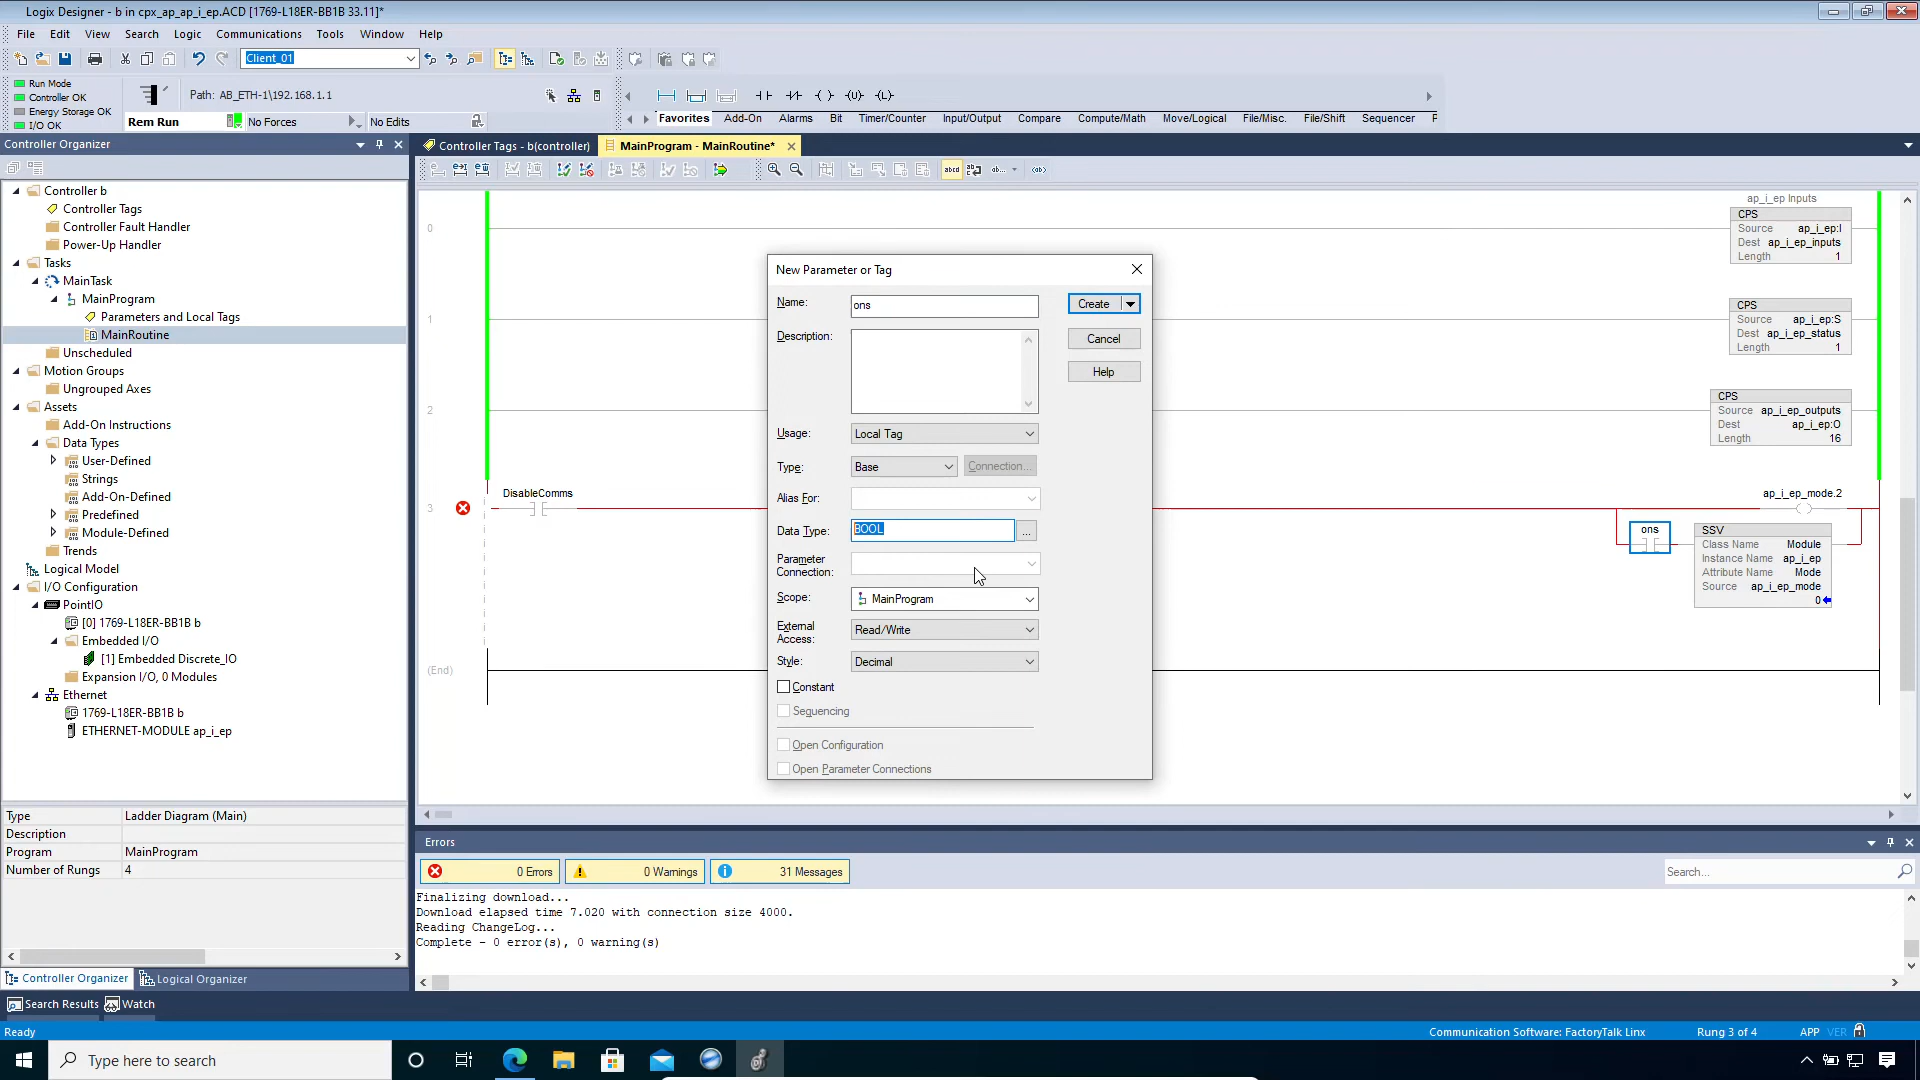 Logix Designer - b in cpx_ap_ap_i_ep.ACD [1769-L18ER-BB1B 33.11]*
File Edit View Search Logic Communications Tools Window Help
Client_01
Run Mode
Controller OK
Energy Storage OK
I/O OK
Path: AB_ETH-1\192.168.1.1
Rem Run
No Forces
No Edits
Favorites Add-On Alarms Bit Timer/Counter Input/Output Compare Compute/Math Move/Logical File/Misc. File/Shift Sequencer
Controller Organizer
Controller Tags - b(controller)
MainProgram - MainRoutine*
Controller b
Controller Tags
Controller Fault Handler
Power-Up Handler
Tasks
MainTask
MainProgram
Parameters and Local Tags
MainRoutine
Unscheduled
Motion Groups
Ungrouped Axes
Assets
Add-On Instructions
Data Types
User-Defined
Strings
Add-On-Defined
Predefined
Module-Defined
Trends
Logical Model
I/O Configuration
PointIO
[0] 1769-L18ER-BB1B b
Embedded I/O
[1] Embedded Discrete_IO
Expansion I/O, 0 Modules
Ethernet
1769-L18ER-BB1B b
ETHERNET-MODULE ap_i_ep
Type Ladder Diagram (Main)
Description
Program MainProgram
Number of Rungs 4
Controller Organizer
Logical Organizer
0
ap_i_ep Inputs
CPS
Source ap_i_ep:I
Dest ap_i_ep_inputs
Length 1
1
CPS
Source ap_i_ep:S
Dest ap_i_ep_status
Length 1
2
CPS
Source ap_i_ep_outputs
Dest ap_i_ep:O
Length 16
3
DisableComms
ap_i_ep_mode.2
ons
SSV
Class Name Module
Instance Name ap_i_ep
Attribute Name Mode
Source ap_i_ep_mode
0
(End)
New Parameter or Tag
Name: ons
Create
Description:
Cancel
Help
Usage: Local Tag
Type: Base
Connection...
Alias For:
Data Type: BOOL
...
Parameter
Connection:
Scope: MainProgram
External
Access: Read/Write
Style: Decimal
Constant
Sequencing
Open Configuration
Open Parameter Connections
Errors
0 Errors
0 Warnings
31 Messages
Search...
Finalizing download...
Download elapsed time 7.020 with connection size 4000.
Reading ChangeLog...
Complete - 0 error(s), 0 warning(s)
Search Results
Watch
Ready
Communication Software: FactoryTalk Linx
Rung 3 of 4
APP VER
Type here to search